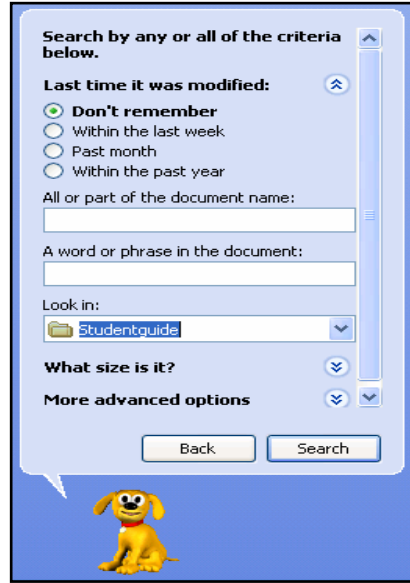 Search by any or all of the criteria
below.
Last time it was modified:
Don't remember
Within the last week
Past month
Within the past year
All or part of the document name:
A word or phrase in the document:
Look in:
Studentguide
What size is it?
More advanced options
Back
Search